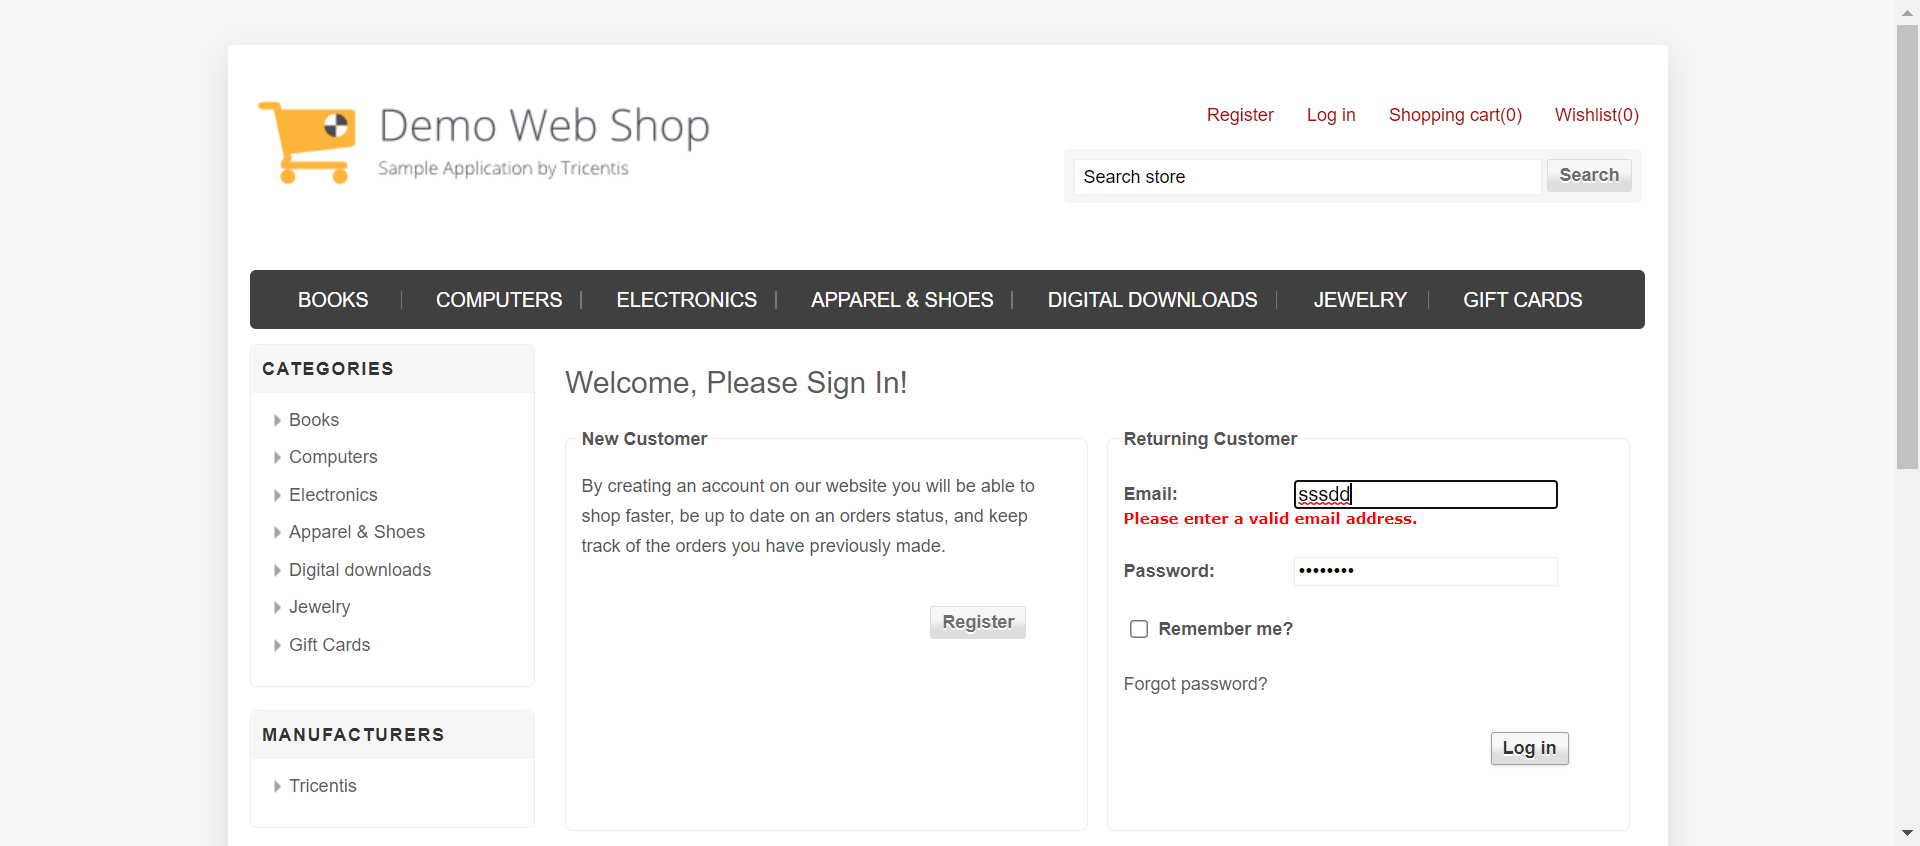 Demo Web Shop
Sample Application by Tricentis
Register Log in Shopping cart(0) Wishlist(0)
Search store Search
BOOKS COMPUTERS ELECTRONICS APPAREL & SHOES DIGITAL DOWNLOADS JEWELRY GIFT CARDS
CATEGORIES
Books
Computers
Electronics
Apparel & Shoes
Digital downloads
Jewelry
Gift Cards
MANUFACTURERS
Tricentis
Welcome, Please Sign In!
New Customer
By creating an account on our website you will be able to
shop faster, be up to date on an orders status, and keep
track of the orders you have previously made.
Register
Returning Customer
Email: sssdd
Please enter a valid email address.
Password: ••••••••
Remember me?
Forgot password?
Log in